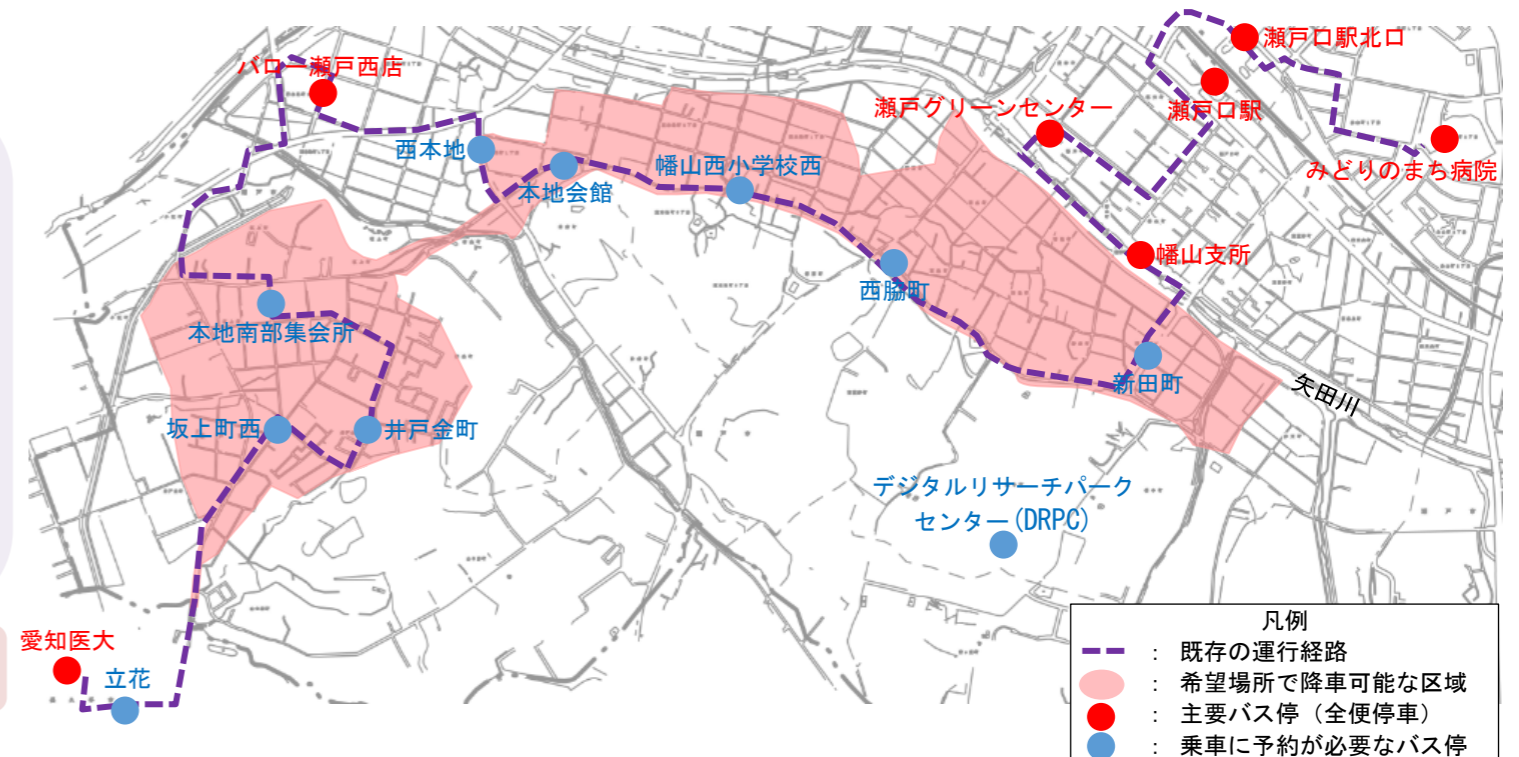 バロー瀬戸西店
西本地
本地会館
幡山西小学校西
瀬戸グリーンセンター
瀬戸口駅北口
瀬戸口駅
みどりのまち病院
幡山支所
西脇町
新田町
矢田川
本地南部集会所
坂上町西
井戸金町
デジタルリサーチパーク
センター(DRPC)
愛知医大
立花
凡例
： 既存の運行経路
： 希望場所で降車可能な区域
： 主要バス停（全便停車）
： 乗車に予約が必要なバス停